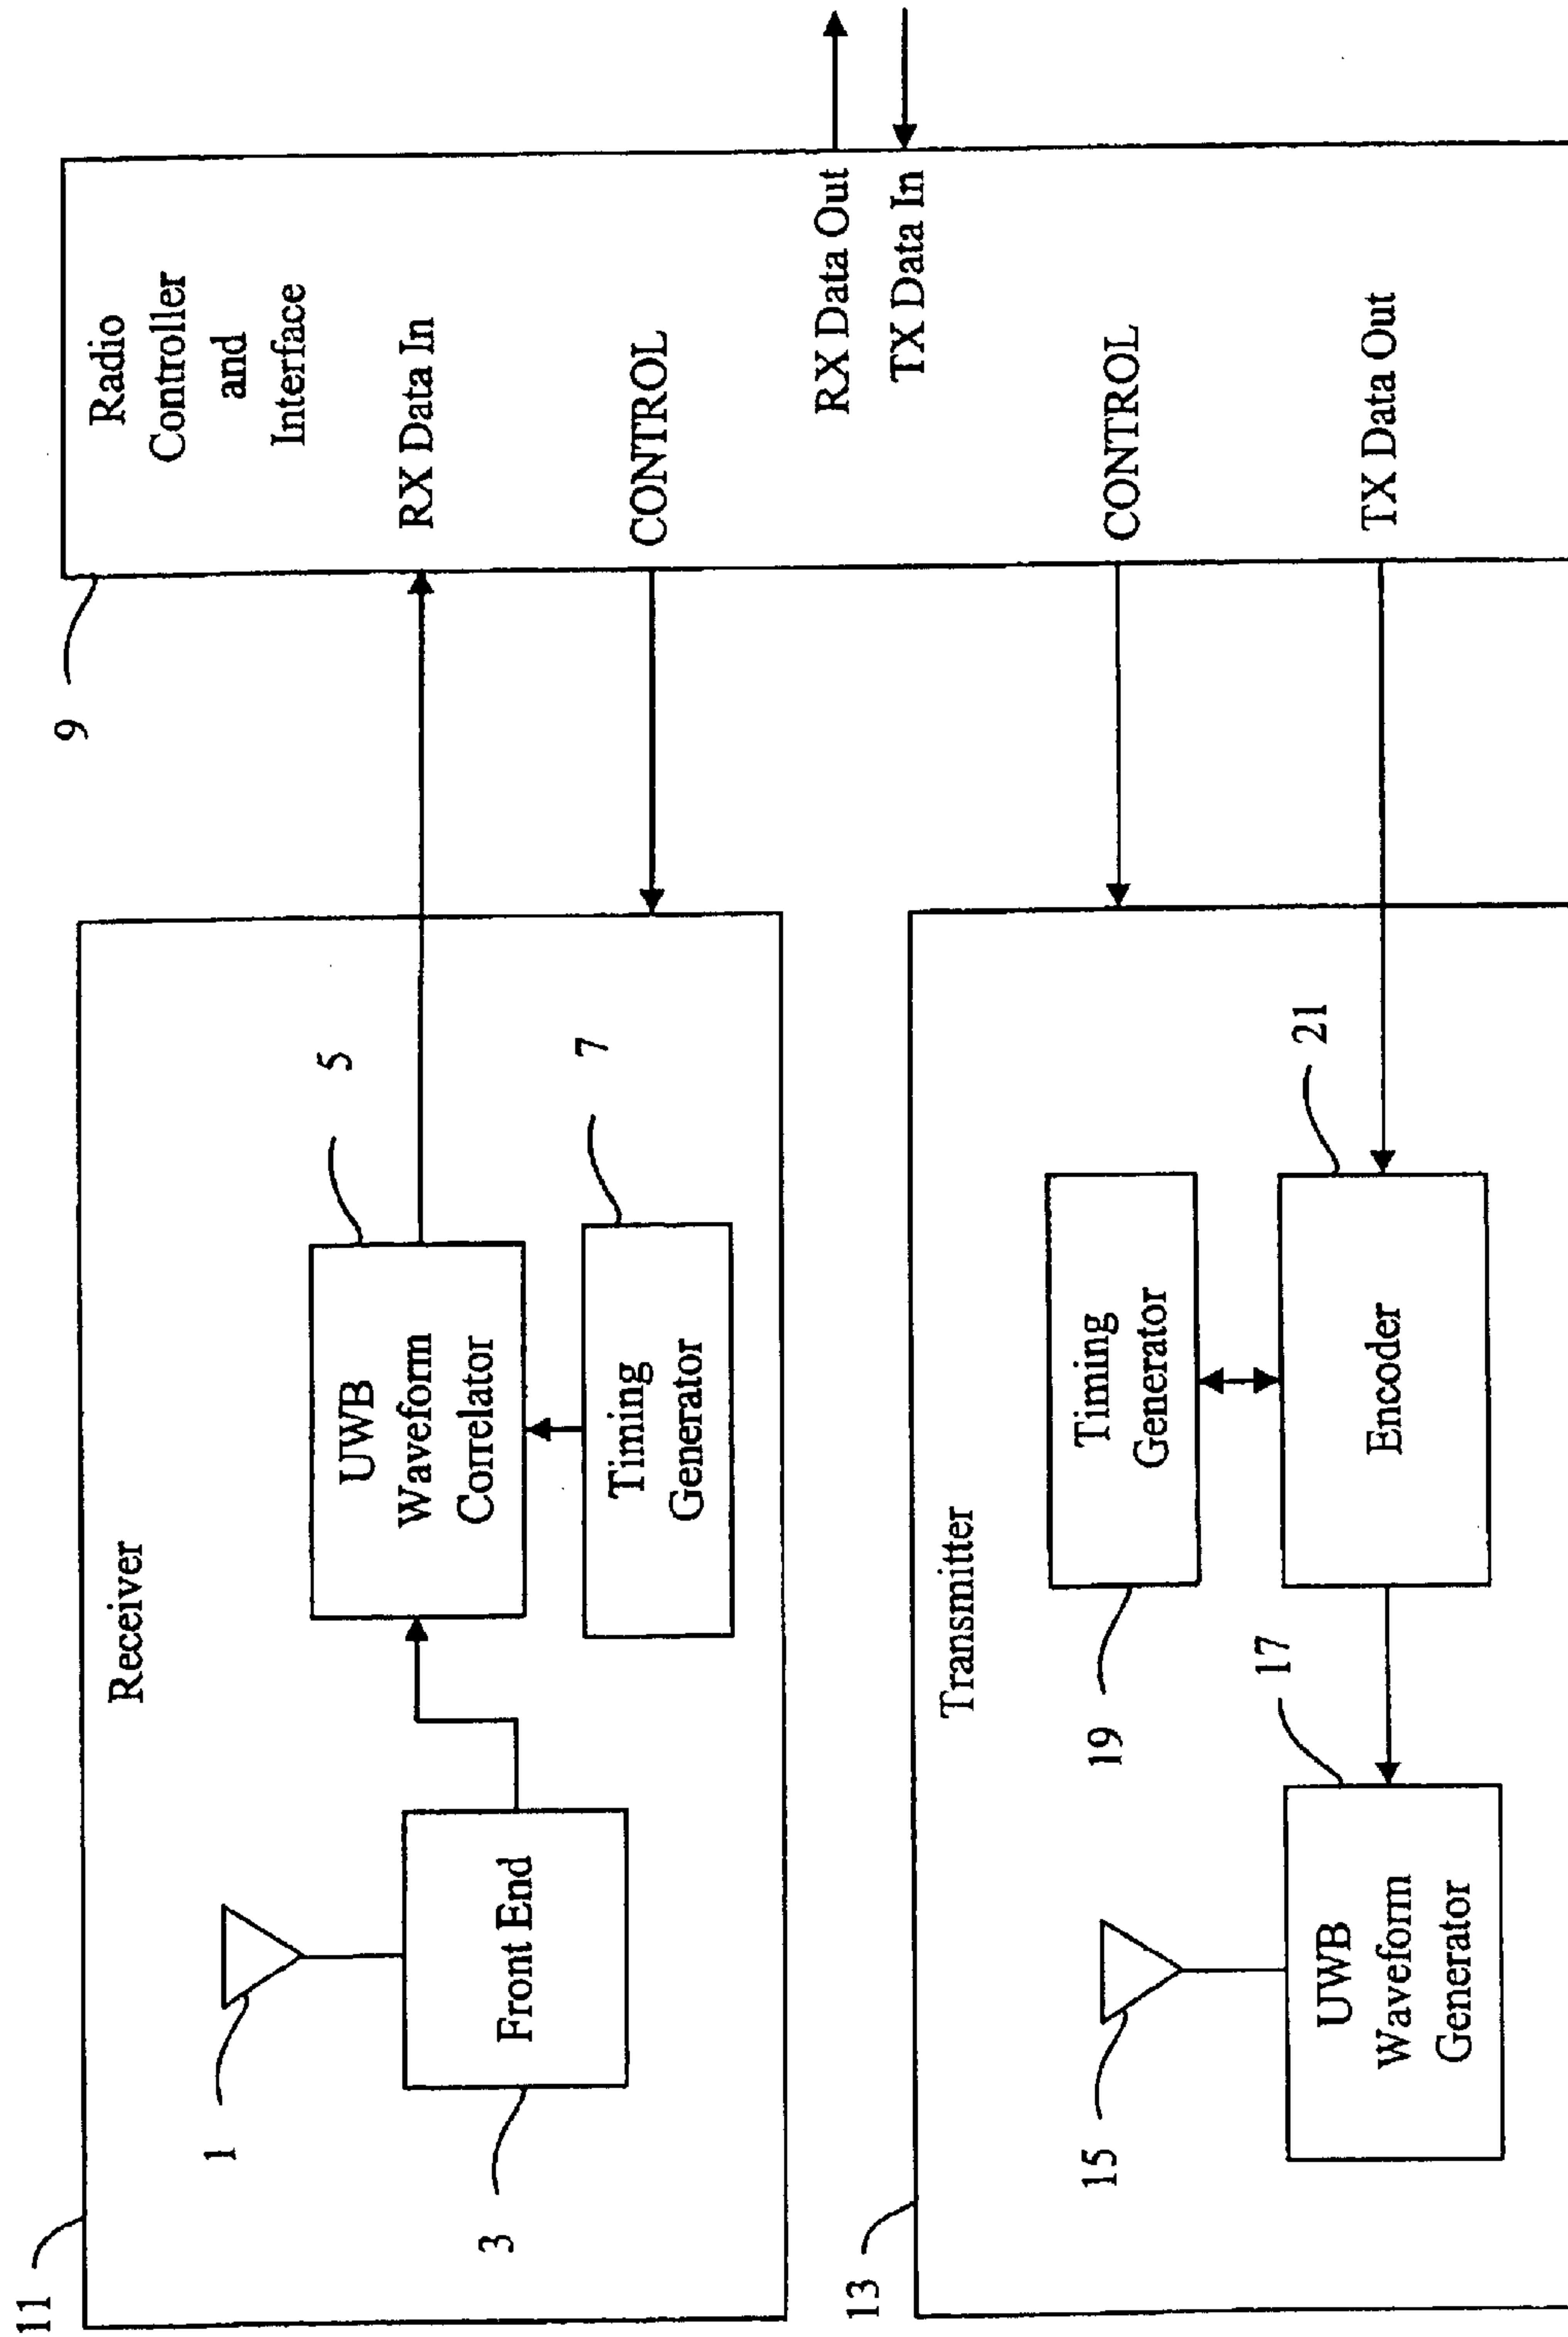 11
Receiver
1
3
Front End
5
UWB
Waveform
Correlator
7
Timing
Generator
9
Radio
Controller
and
Interface
RX Data In
CONTROL
RX Data Out
TX Data In
CONTROL
TX Data Out
13
Transmitter
15
UWB
Waveform
Generator
17
19
Timing
Generator
21
Encoder